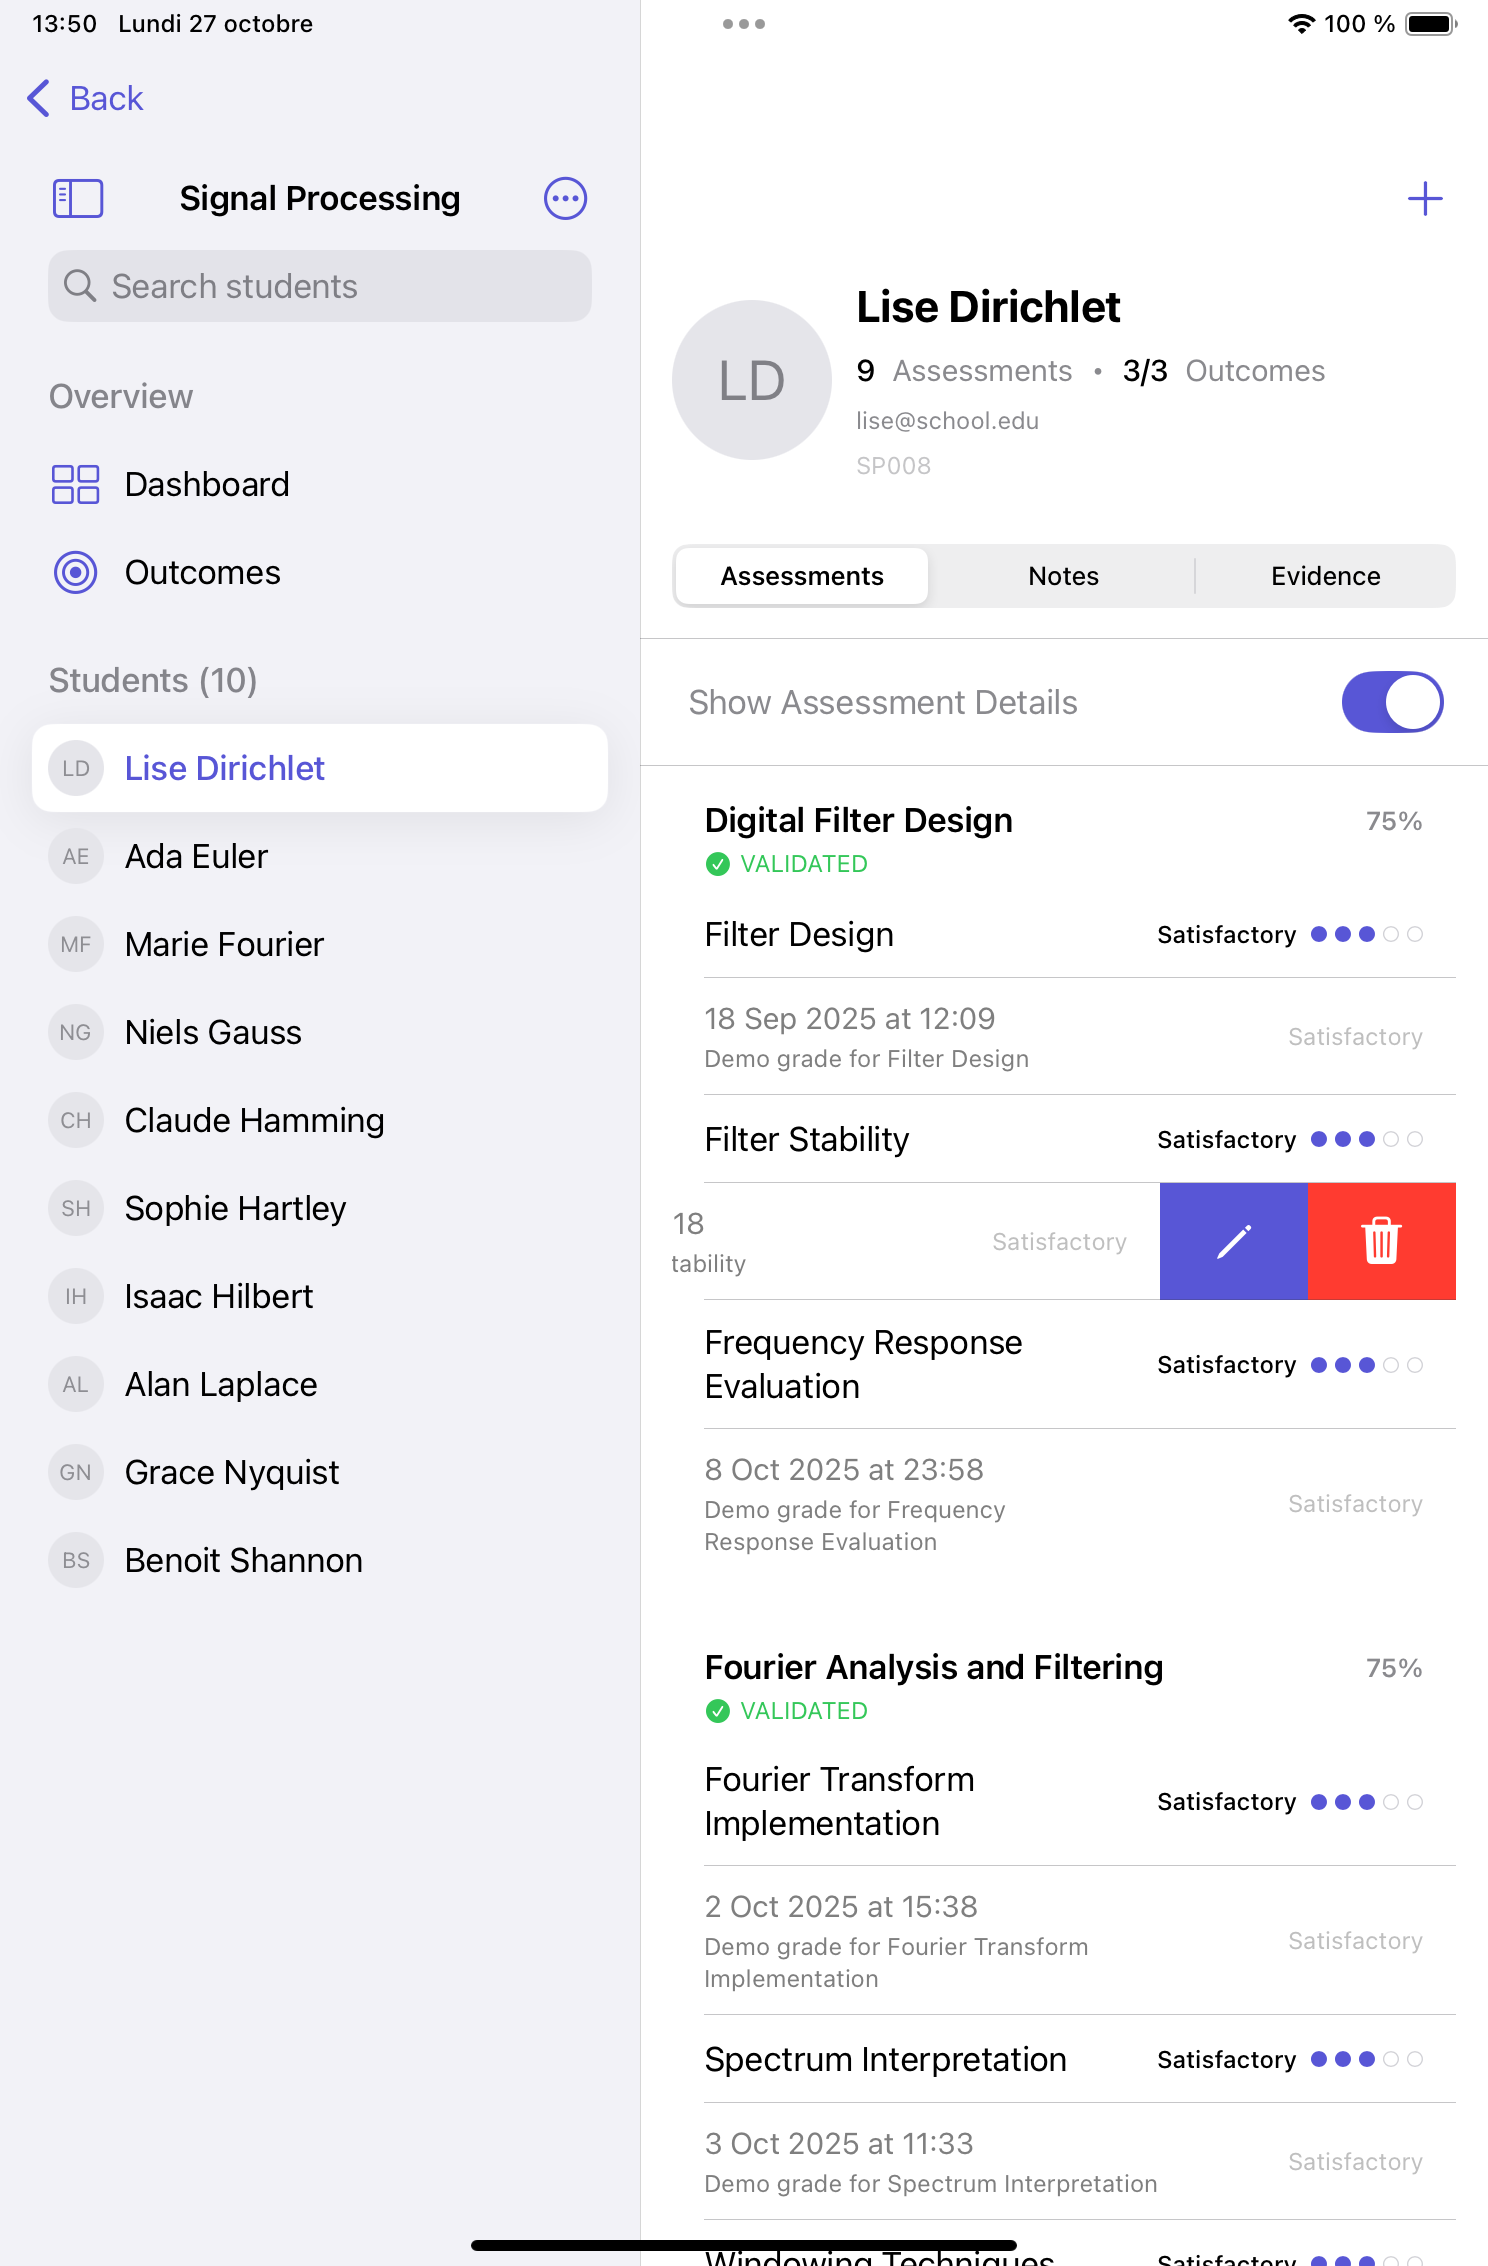 13:50 Lundi 27 octobre
100 %
Back
Signal Processing
Search students
Overview
Dashboard
Outcomes
Students (10)
LD Lise Dirichlet
AE Ada Euler
MF Marie Fourier
NG Niels Gauss
CH Claude Hamming
SH Sophie Hartley
IH Isaac Hilbert
AL Alan Laplace
GN Grace Nyquist
BS Benoit Shannon
LD
Lise Dirichlet
9 Assessments • 3/3 Outcomes
lise@school.edu
SP008
Assessments Notes Evidence
Show Assessment Details
Digital Filter Design 75%
VALIDATED
Filter Design Satisfactory
18 Sep 2025 at 12:09
Demo grade for Filter Design
Satisfactory
Filter Stability Satisfactory
18
tability
Satisfactory
Frequency Response
Evaluation
Satisfactory
8 Oct 2025 at 23:58
Demo grade for Frequency
Response Evaluation
Satisfactory
Fourier Analysis and Filtering 75%
VALIDATED
Fourier Transform
Implementation
Satisfactory
2 Oct 2025 at 15:38
Demo grade for Fourier Transform
Implementation
Satisfactory
Spectrum Interpretation Satisfactory
3 Oct 2025 at 11:33
Demo grade for Spectrum Interpretation
Satisfactory
Windowing Techniques Satisfactory